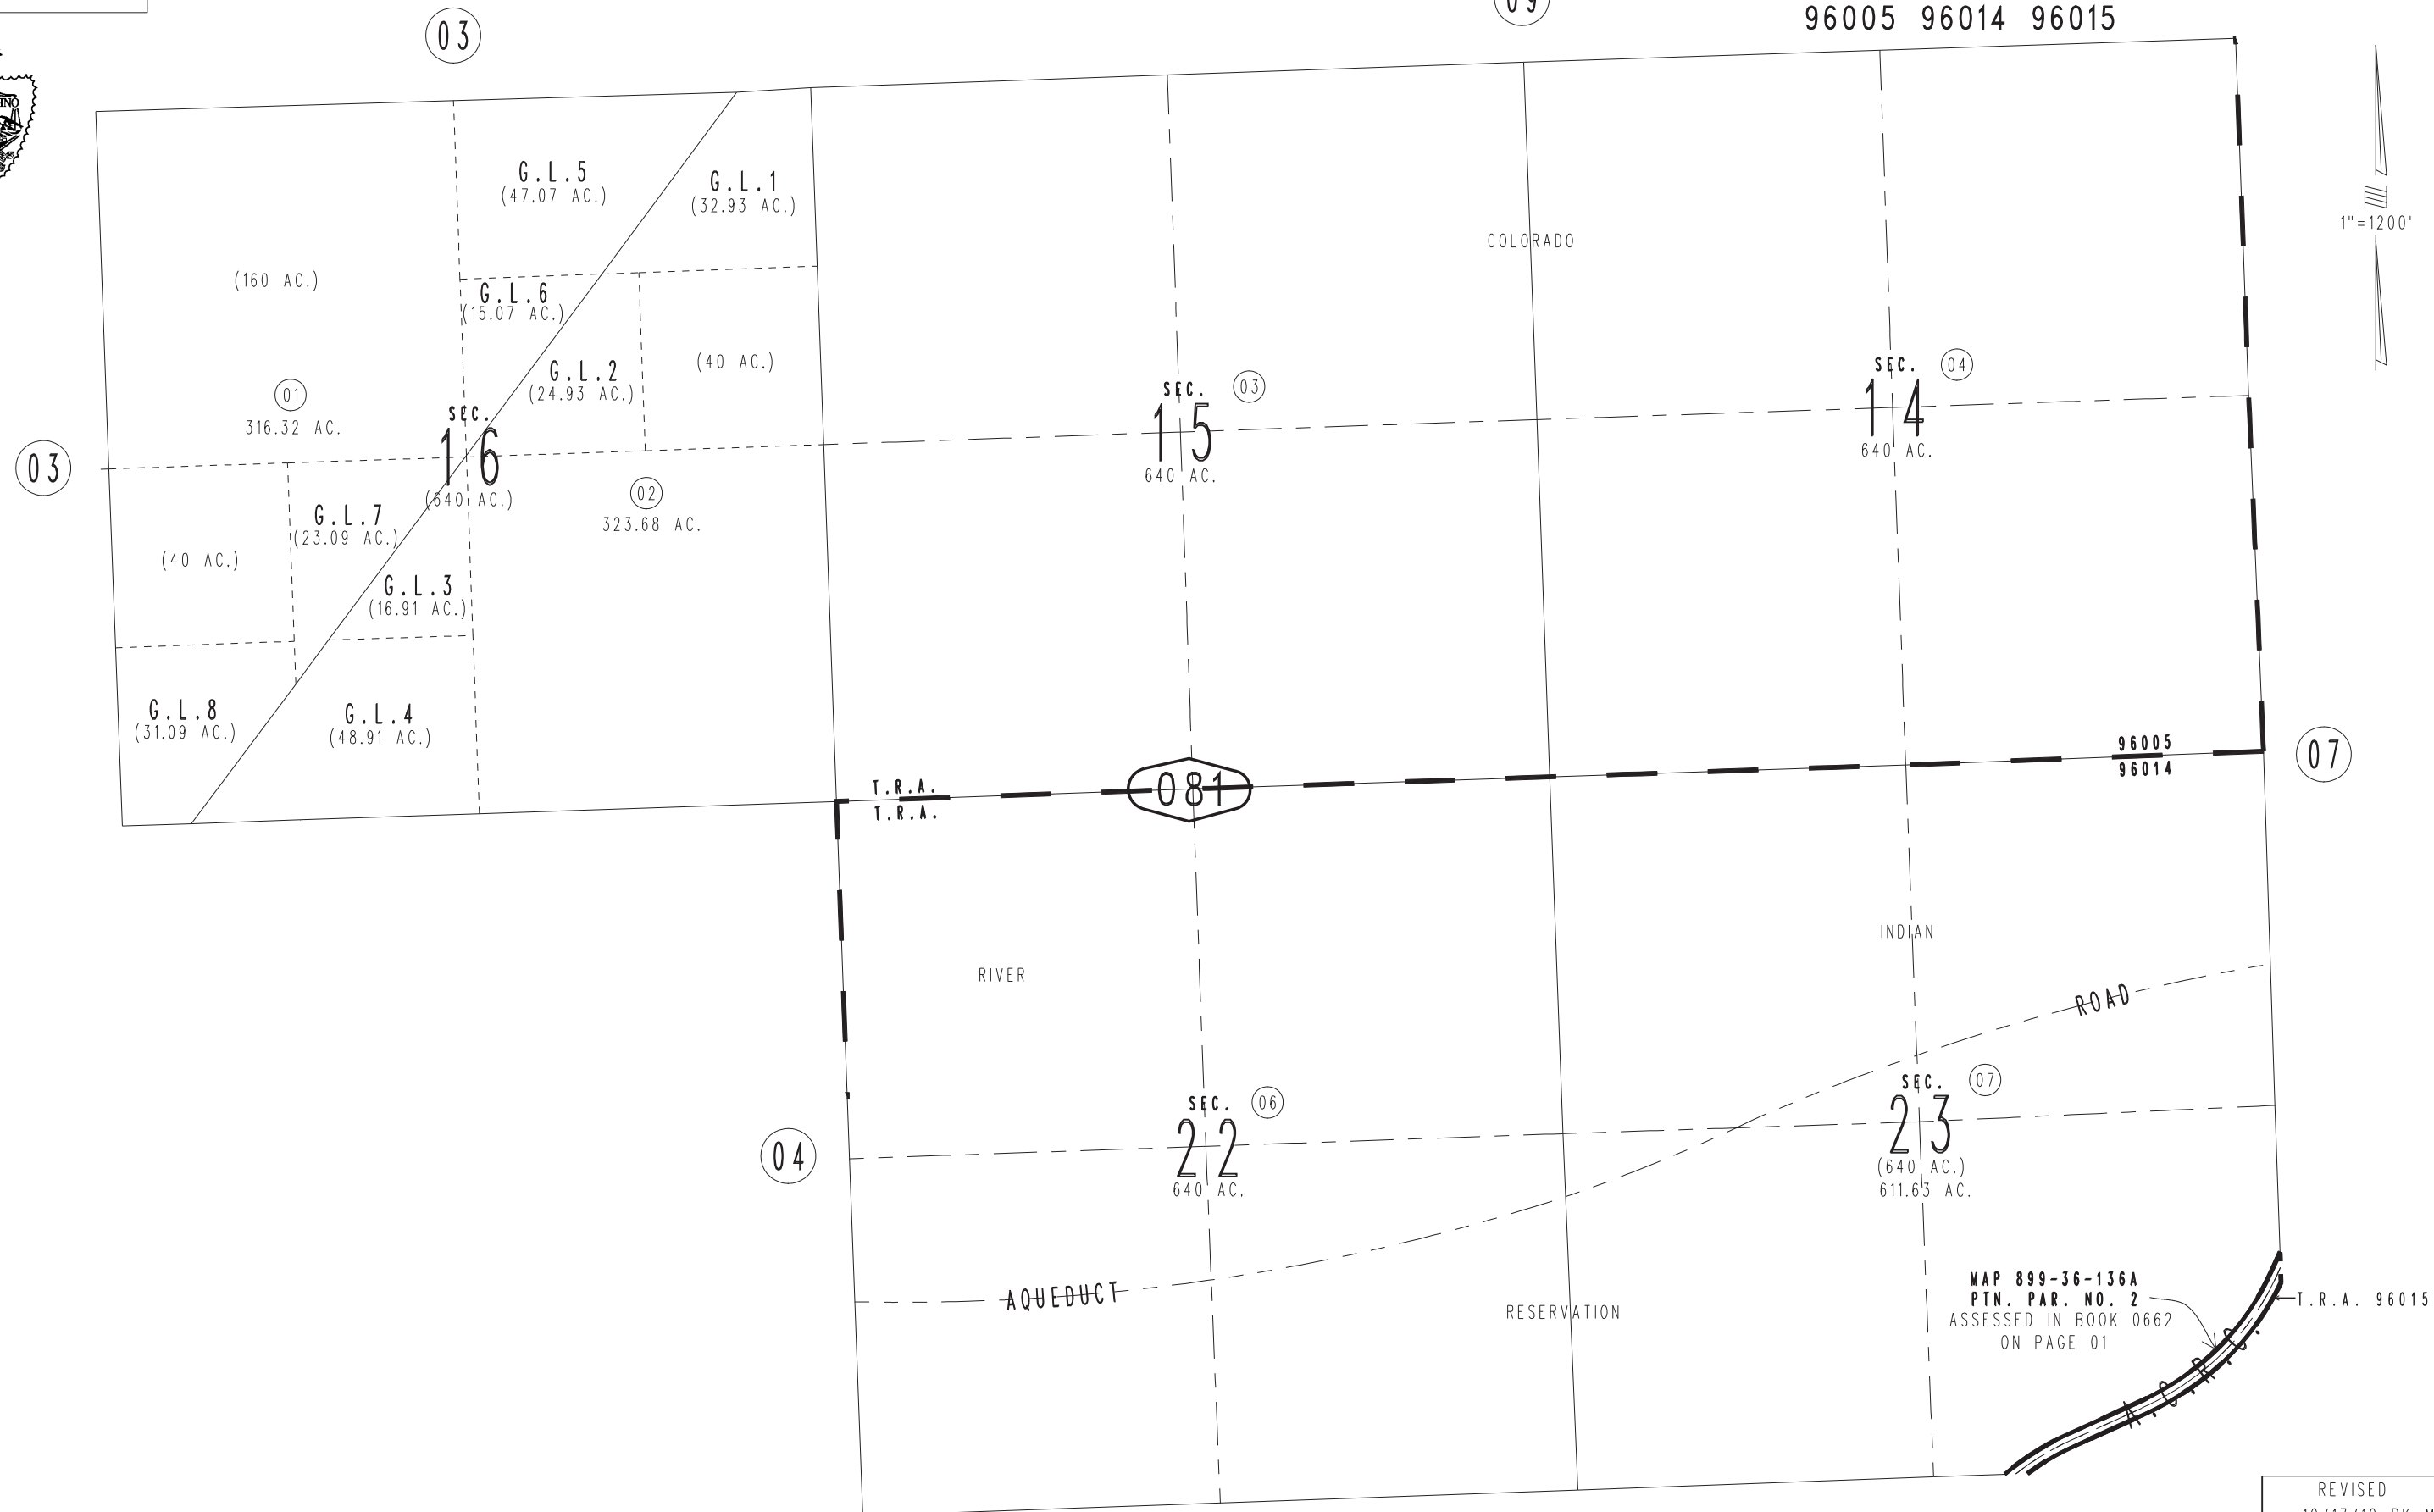 03
09
96005 96014 96015
1"=1200'
G.L.5
(47.07 AC.)
G.L.1
(32.93 AC.)
COLORADO
(160 AC.)
G.L.6
(15.07 AC.)
G.L.2
(24.93 AC.)
(40 AC.)
01
316.32 AC.
SEC.
16
(640 AC.)
03
SEC.
03
15
640 AC.
SEC.
04
14
640 AC.
02
323.68 AC.
G.L.7
(23.09 AC.)
(40 AC.)
G.L.3
(16.91 AC.)
G.L.8
(31.09 AC.)
G.L.4
(48.91 AC.)
T.R.A.
T.R.A.
081
96005
96014
07
RIVER
INDIAN
ROAD
SEC.
06
22
640 AC.
04
SEC.
07
23
(640 AC.)
611.63 AC.
AQUEDUCT
RESERVATION
MAP 899-36-136A
PTN. PAR. NO. 2
ASSESSED IN BOOK 0662
ON PAGE 01
T.R.A. 96015
REVISED